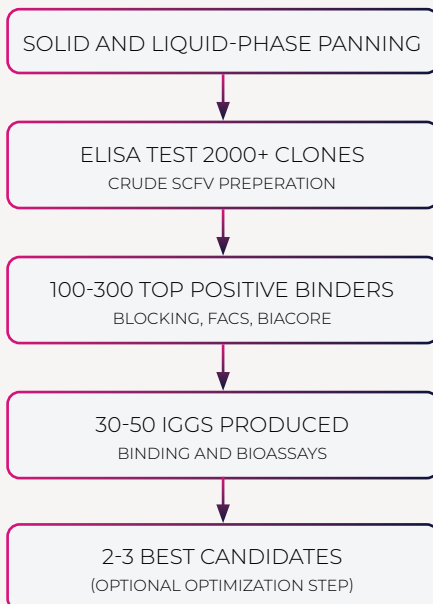 SOLID AND LIQUID-PHASE PANNING
ELISA TEST 2000+ CLONES
CRUDE SCFV PREPERATION
100-300 TOP POSITIVE BINDERS
BLOCKING, FACS, BIACORE
30-50 IGGS PRODUCED
BINDING AND BIOASSAYS
2-3 BEST CANDIDATES
(OPTIONAL OPTIMIZATION STEP)